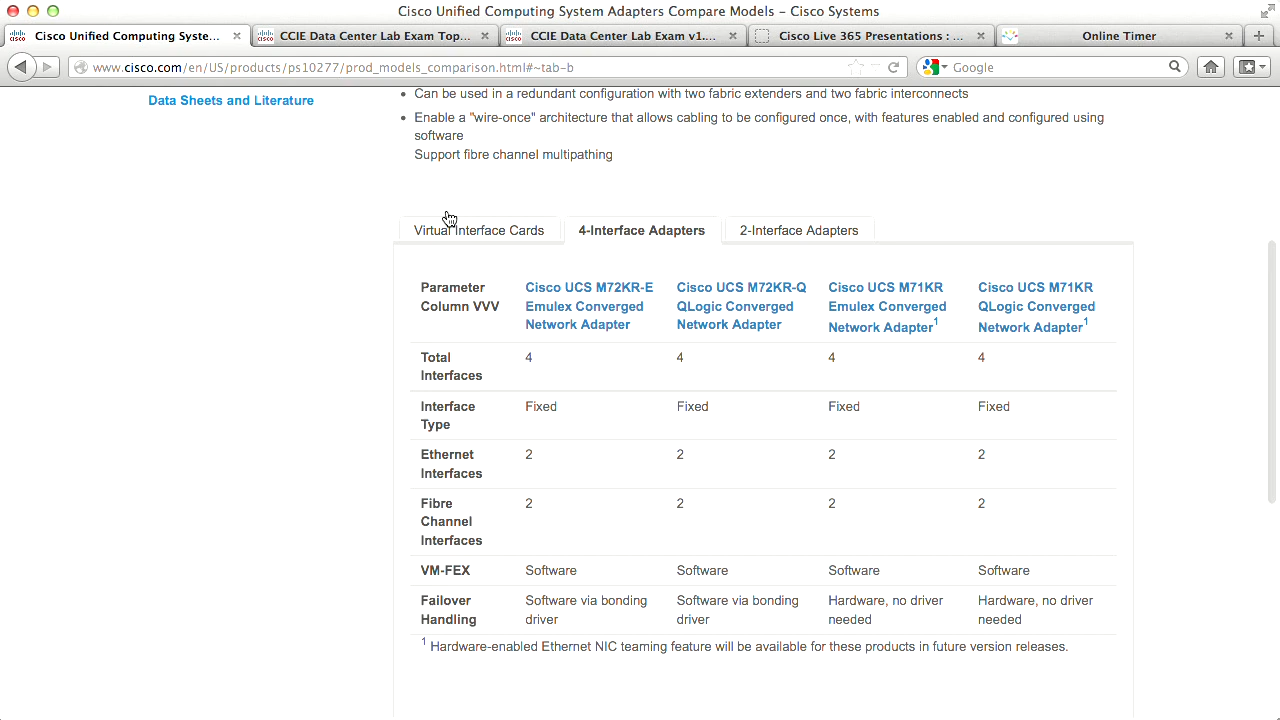 Cisco Unified Computing System Adapters Compare Models – Cisco Systems
Cisco Unified Computing Syste...
CCIE Data Center Lab Exam Top...
CCIE Data Center Lab Exam v1....
Cisco Live 365 Presentations : ...
Online Timer
www.cisco.com/en/US/products/ps10277/prod_models_comparison.html#~tab-b
Google
Data Sheets and Literature
• Can be used in a redundant configuration with two fabric extenders and two fabric interconnects
• Enable a "wire-once" architecture that allows cabling to be configured once, with features enabled and configured using
software
Support fibre channel multipathing
Virtual Interface Cards
4-Interface Adapters
2-Interface Adapters
Parameter
Column VVV
Cisco UCS M72KR-E
Emulex Converged
Network Adapter
Cisco UCS M72KR-Q
QLogic Converged
Network Adapter
Cisco UCS M71KR
Emulex Converged
Network Adapter1
Cisco UCS M71KR
QLogic Converged
Network Adapter1
Total
Interfaces
4
4
4
4
Interface
Type
Fixed
Fixed
Fixed
Fixed
Ethernet
Interfaces
2
2
2
2
Fibre
Channel
Interfaces
2
2
2
2
VM-FEX
Software
Software
Software
Software
Failover
Handling
Software via bonding
driver
Software via bonding
driver
Hardware, no driver
needed
Hardware, no driver
needed
1 Hardware-enabled Ethernet NIC teaming feature will be available for these products in future version releases.